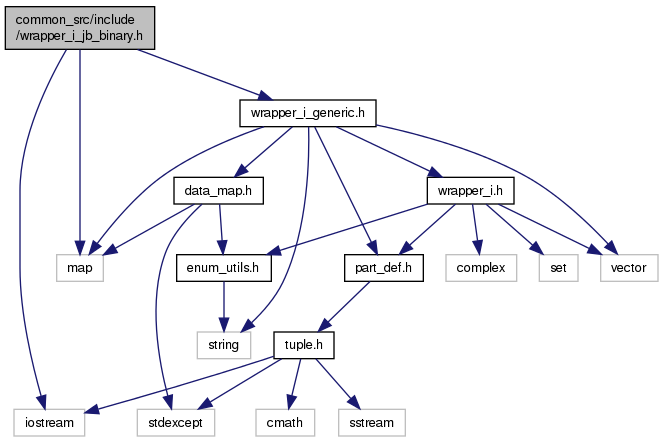 common_src/include
/wrapper_i_jb_binary.h
wrapper_i_generic.h
data_map.h
wrapper_i.h
map
enum_utils.h
part_def.h
complex
set
vector
string
tuple.h
iostream
stdexcept
cmath
sstream